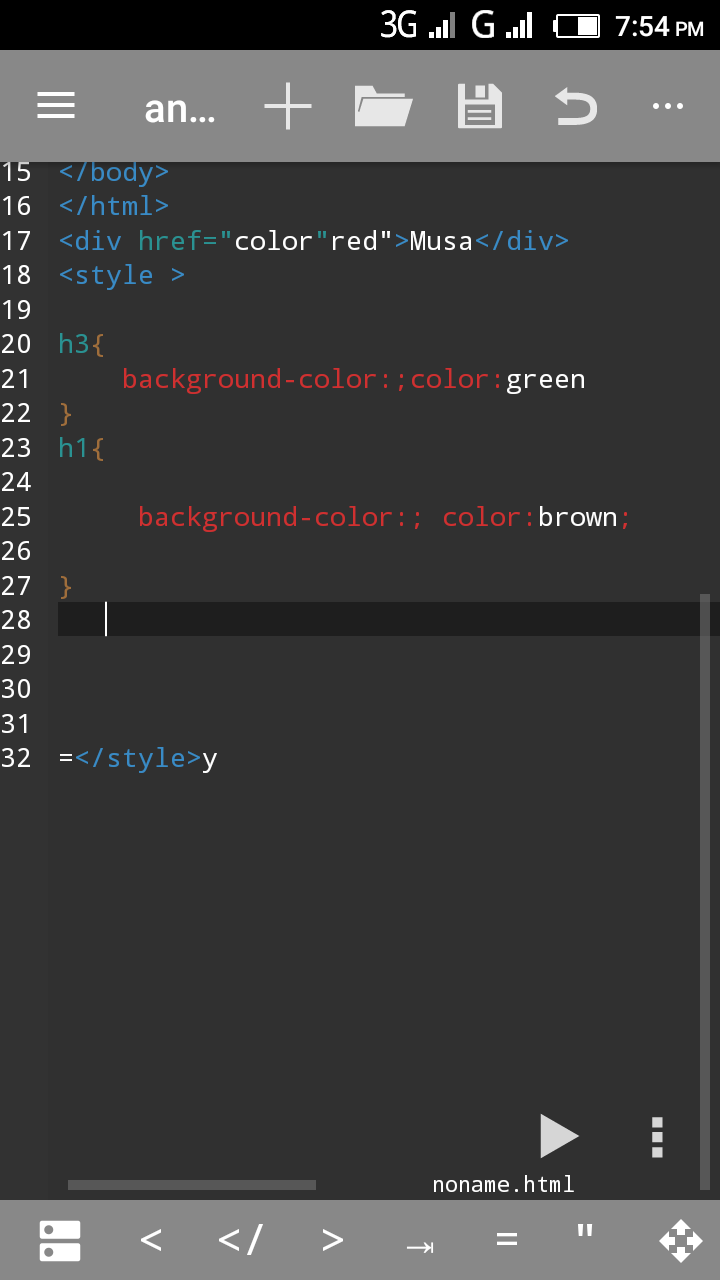 3G G 7:54 PM
an...
15 </body>
16 </html>
17 <div href="color"red">Musa</div>
18 <style >
19
20 h3{
21 background-color:;color:green
22 }
23 h1{
24
25 background-color:; color:brown;
26
27 }
28
29
30
31
32 =</style>y
noname.html
< </ > ⇥ = "